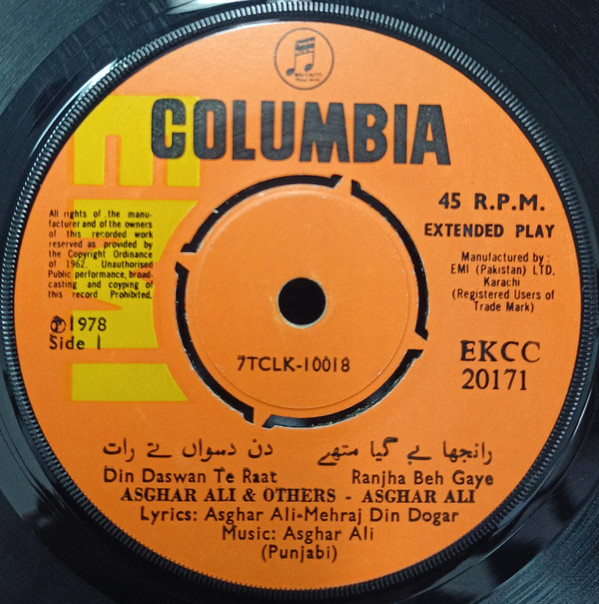 EMI
COLUMBIA
45 R.P.M.
EXTENDED PLAY
All rights of the manu-
facturer and of the owners
of this recorded work
reserved as provided by
the Copyright Ordinance
of 1962. Unauthorised
Public performance, broad-
casting and coyping of
this record Prohibited.
Manufactured by :
EMI (Pakistan) LTD.
Karachi
(Registered Users of
Trade Mark)
℗1978
Side 1
7TCLK-10018
EKCC
20171
رانجھا بے گیا متھے دن دسواں تے رات
Din Daswan Te Raat Ranjha Beh Gaye
ASGHAR ALI & OTHERS - ASGHAR ALI
Lyrics: Asghar Ali-Mehraj Din Dogar
Music: Asghar Ali
(Punjabi)